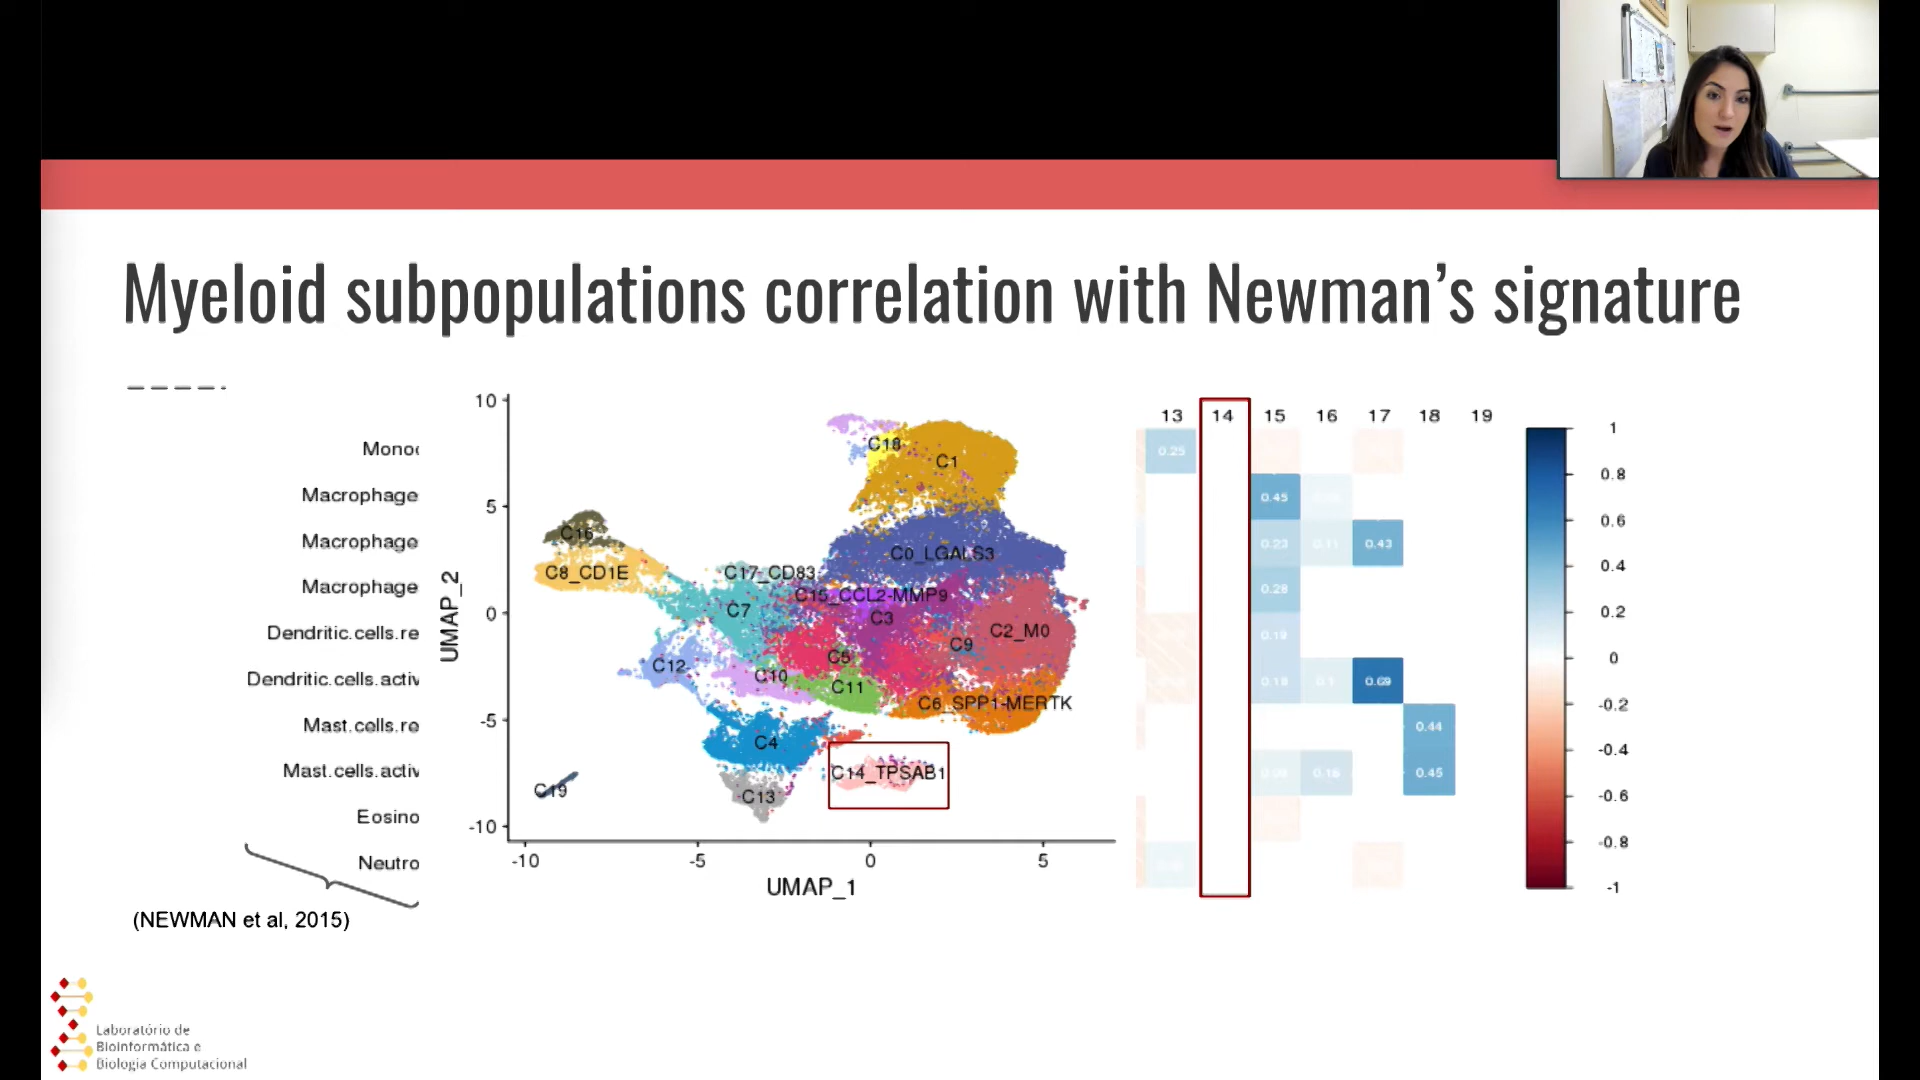 Myeloid subpopulations correlation with Newman's signature
Monoc
Macrophage
Macrophage
Macrophage
Dendritic.cells.re
Dendritic.cells.activ
Mast.cells.re
Mast.cells.activ
Eosino
Neutro
(NEWMAN et al, 2015)
UMAP_2
10
5
0
-5
-10
C18
C1
C16
C0_LGALS3
C8_CD1E
C17_CD83
C15_CCL2-MMP9
C7
C3
C2_M0
C9
C5
C12
C10
C11
C6_SPP1-MERTK
C4
C14_TPSAB1
C19
C13
-10 -5 0 5
UMAP_1
13 14 15 16 17 18 19
0.25
0.45
0.23 0.11 0.43
0.28
0.19
0.18 0.1 0.69
0.44
0.09 0.16 0.45
1
0.8
0.6
0.4
0.2
0
-0.2
-0.4
-0.6
-0.8
-1
Laboratório de
Bioinformática e
Biologia Computacional